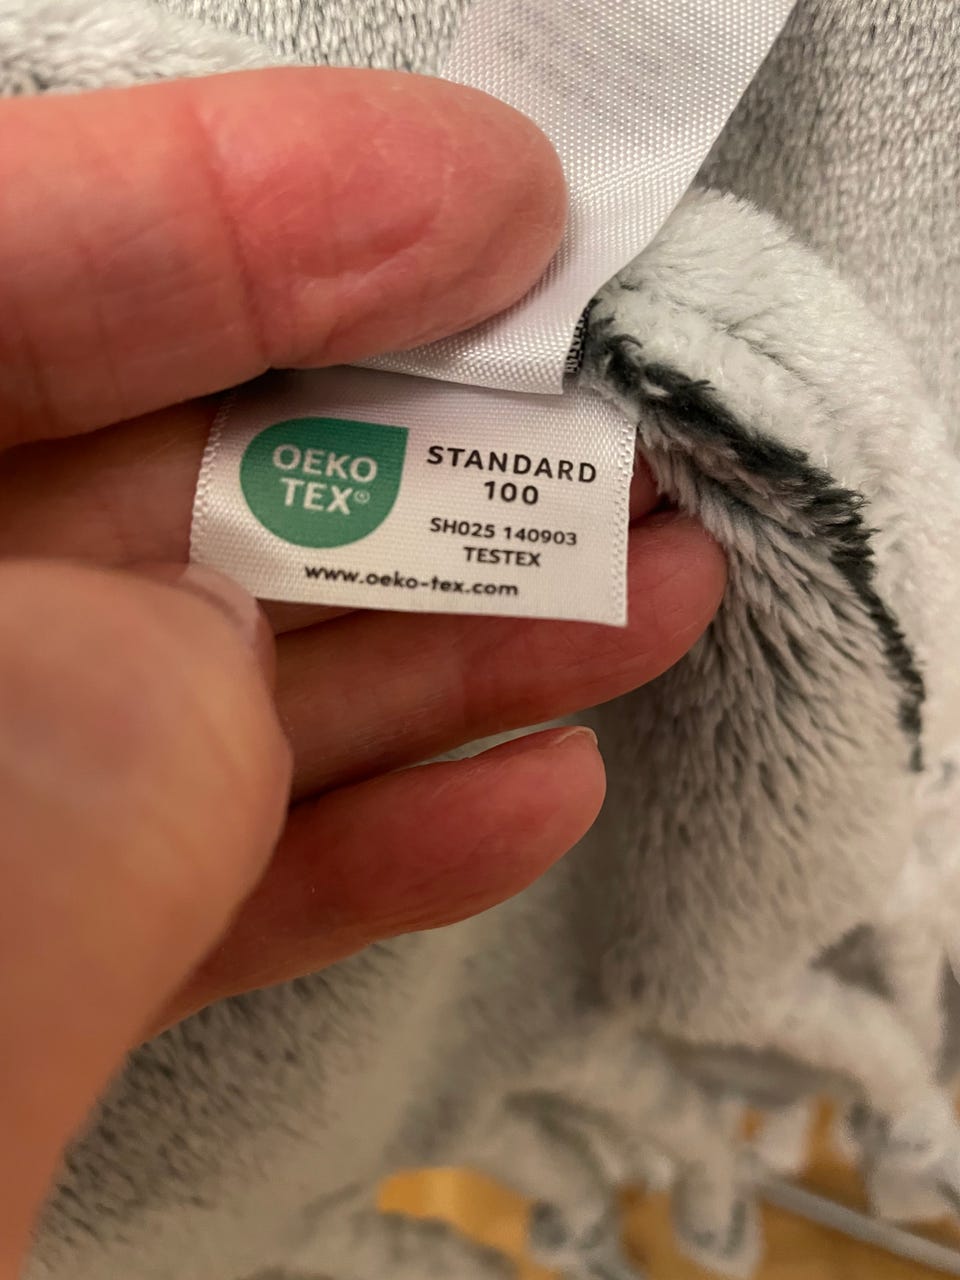 OEKO
TEX®
STANDARD
100
SH025 140903
TESTEX
www.oeko-tex.com